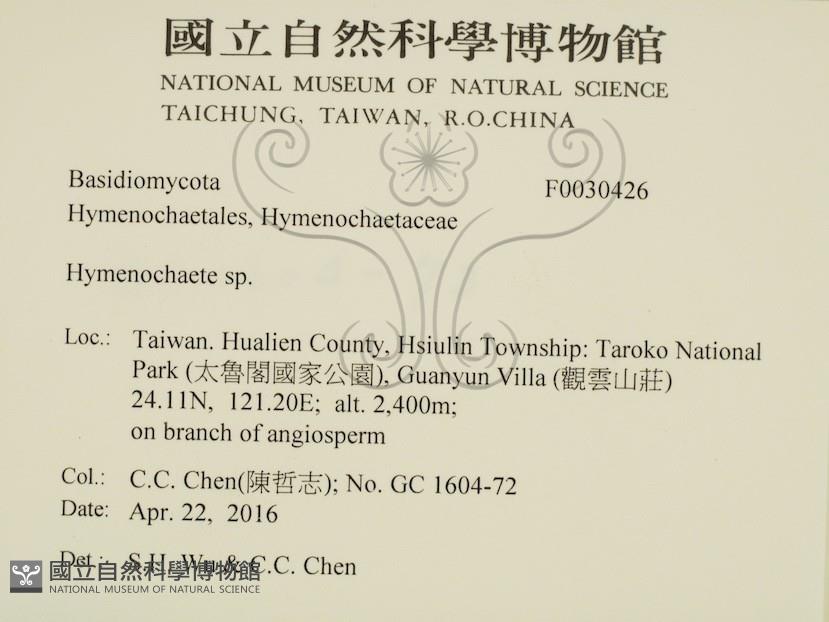 國立自然科學博物館
NATIONAL MUSEUM OF NATURAL SCIENCE
TAICHUNG, TAIWAN, R.O.CHINA
Basidiomycota F0030426
Hymenochaetales, Hymenochaetaceae
Hymenochaete sp.
Loc.: Taiwan. Hualien County, Hsiulin Township: Taroko National
Park (太魯閣國家公園), Guanyun Villa (觀雲山莊)
24.11N, 121.20E; alt. 2,400m;
on branch of angiosperm
Col.: C.C. Chen(陳哲志); No. GC 1604-72
Date: Apr. 22, 2016
Det.: S.H. Wu & C.C. Chen
國立自然科學博物館
NATIONAL MUSEUM OF NATURAL SCIENCE